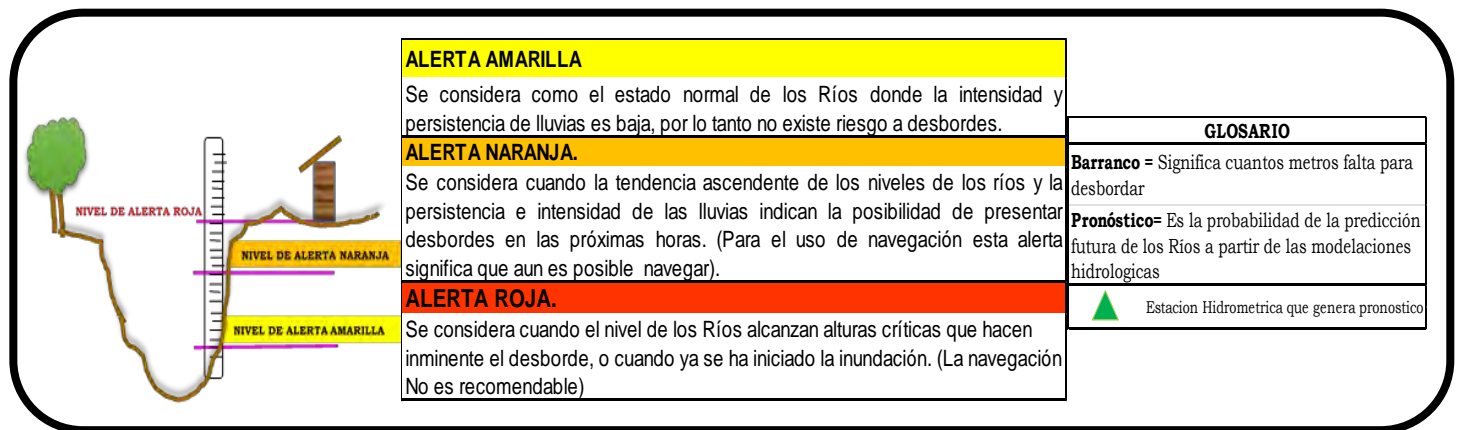 NIVEL DE ALERTA ROJA
NIVEL DE ALERTA NARANJA
NIVEL DE ALERTA AMARILLA
ALERTA AMARILLA
Se considera como el estado normal de los Ríos donde la intensidad y
persistencia de lluvias es baja, por lo tanto no existe riesgo a desbordes.
ALERTA NARANJA.
Se considera cuando la tendencia ascendente de los niveles de los ríos y la
persistencia e intensidad de las lluvias indican la posibilidad de presentar
desbordes en las próximas horas. (Para el uso de navegación esta alerta
significa que aun es posible navegar).
ALERTA ROJA.
Se considera cuando el nivel de los Ríos alcanzan alturas críticas que hacen
inminente el desborde, o cuando ya se ha iniciado la inundación. (La navegación
No es recomendable)
GLOSARIO
Barranco = Significa cuantos metros falta para
desbordar
Pronóstico= Es la probabilidad de la predicción
futura de los Ríos a partir de las modelaciones
hidrologicas
Estacion Hidrometrica que genera pronostico